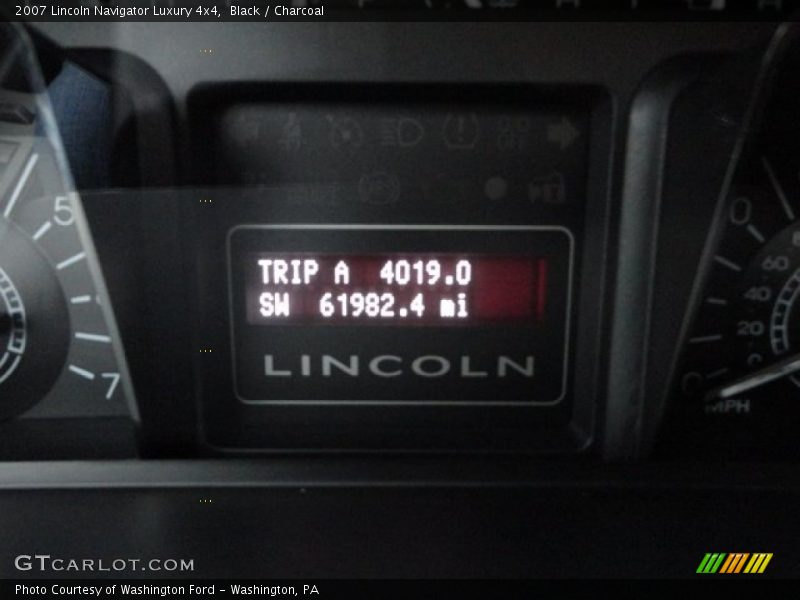 2007 Lincoln Navigator Luxury 4x4, Black / Charcoal
5
7
TRIP A 4019.0
SW 61982.4 mi
LINCOLN
0
60
40
20
0
MPH
GTCARLOT.COM
Photo Courtesy of Washington Ford - Washington, PA